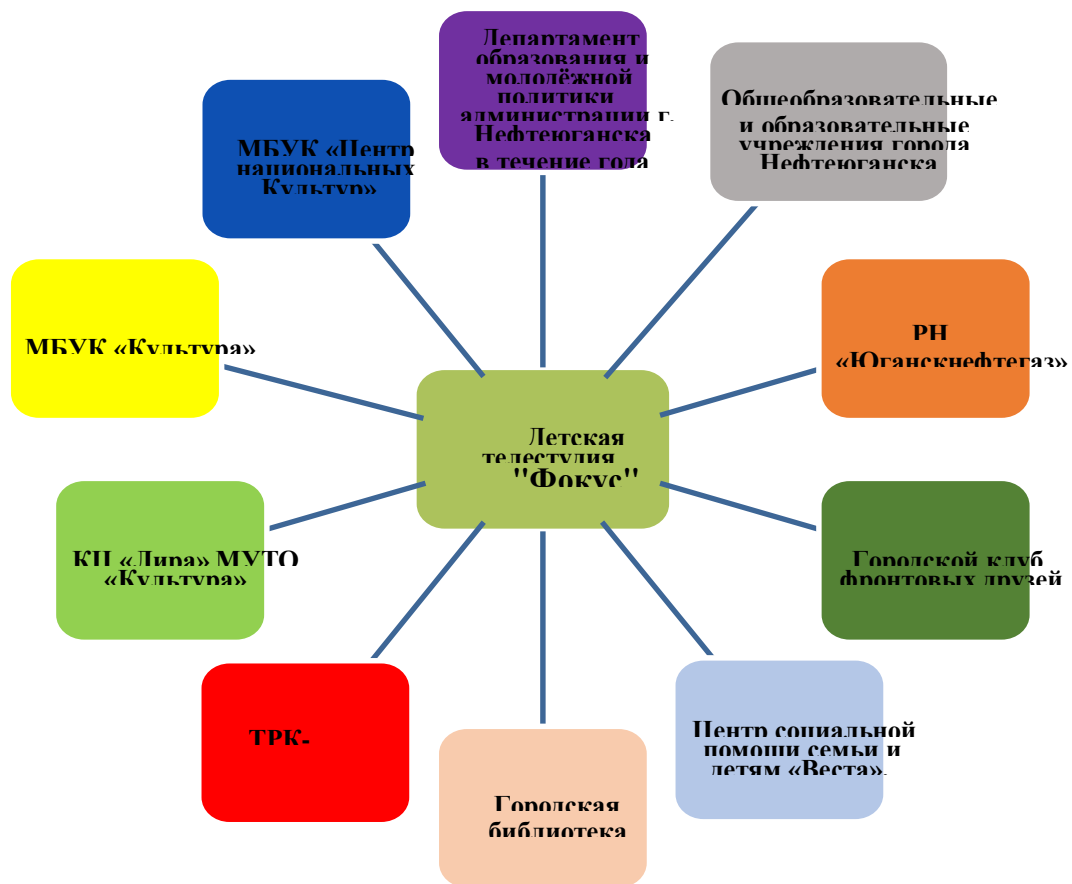 Департамент
образования и
молодёжной
политики
администрации г.
Нефтеюганска
в течение года
Общеобразовательные
и образовательные
учреждения города
Нефтеюганска
МБУК «Центр
национальных
Культур»
РН
«Юганскнефтегаз»
МБУК «Культура»
Детская
телестудия
"Фокус"
КЦ «Лира» МУТО
«Культура»
Городской клуб
фронтовых друзей
ТРК-
Центр социальной
помощи семьи и
детям «Веста».
Городская
библиотека